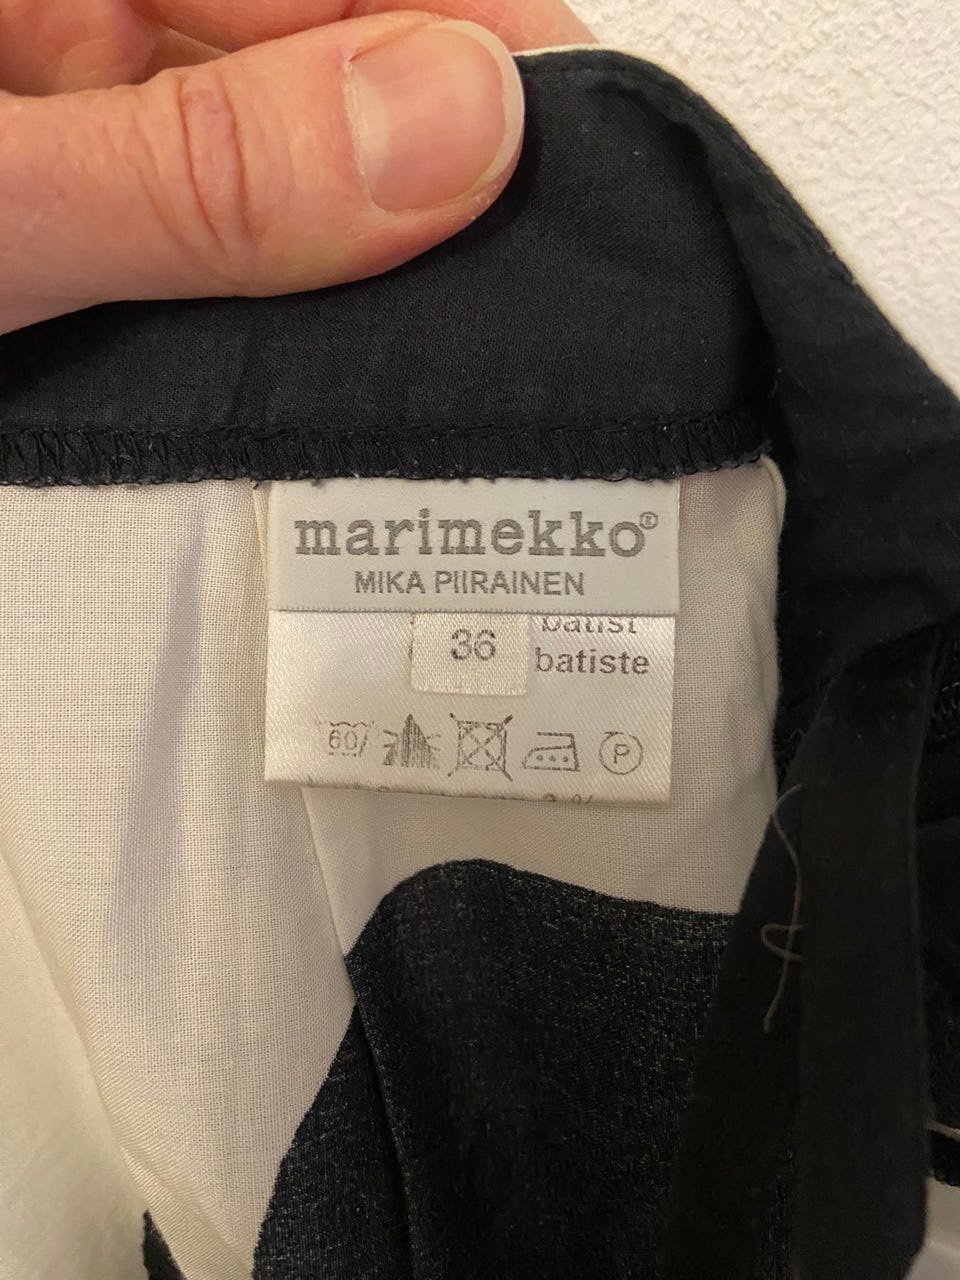 marimekko®
MIKA PIIRAINEN
36
batist
batiste
60
P